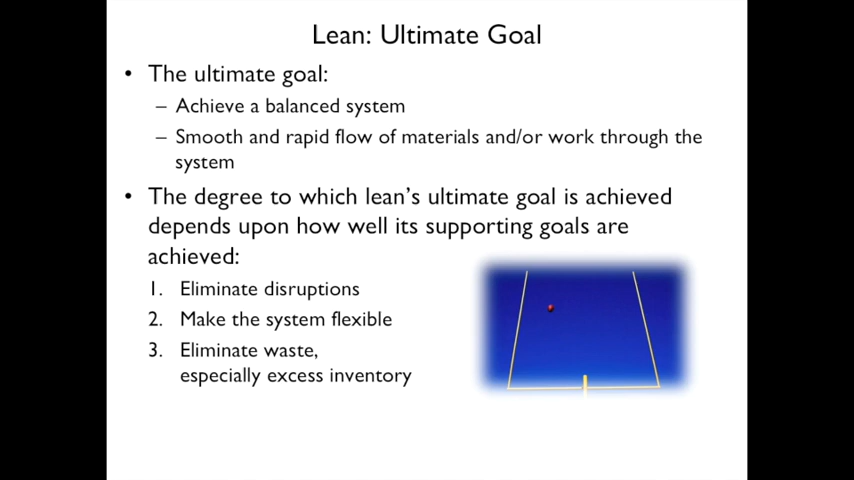 Lean: Ultimate Goal
• The ultimate goal:
– Achieve a balanced system
– Smooth and rapid flow of materials and/or work through the
system
• The degree to which lean’s ultimate goal is achieved
depends upon how well its supporting goals are
achieved:
1. Eliminate disruptions
2. Make the system flexible
3. Eliminate waste,
especially excess inventory